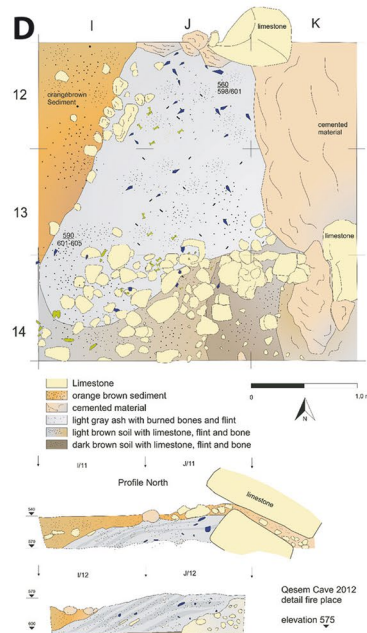 D
I J K
limestone
12
orangebrown
Sediment
560
598/601
cemented
material
13
590
601-605
limestone
14
Limestone
orange brown sediment
cemented material
light gray ash with burned bones and flint
light brown soil with limestone, flint and bone
dark brown soil with limestone, flint and bone
0 1.0
N
I/11 J/11
Profile North
limestone
579
I/12 J/12
579
600
Qesem Cave 2012
detail fire place
elevation 575